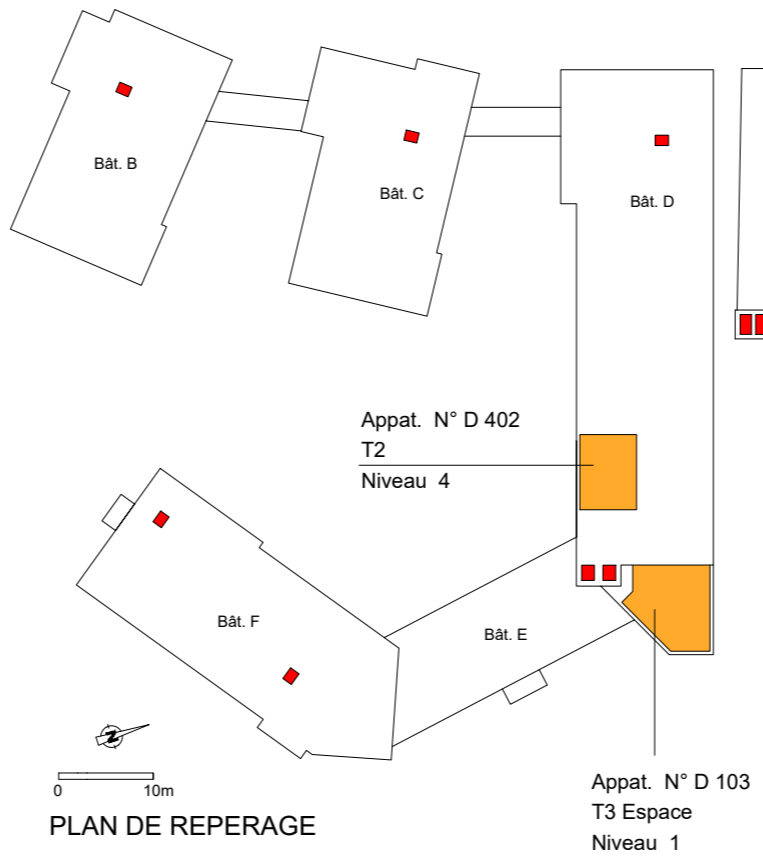 Bât. B
Bât. C
Bât. D
Appat. N° D 402
T2
Niveau 4
Bât. F
Bât. E
N
0 10m
PLAN DE REPERAGE
Appat. N° D 103
T3 Espace
Niveau 1